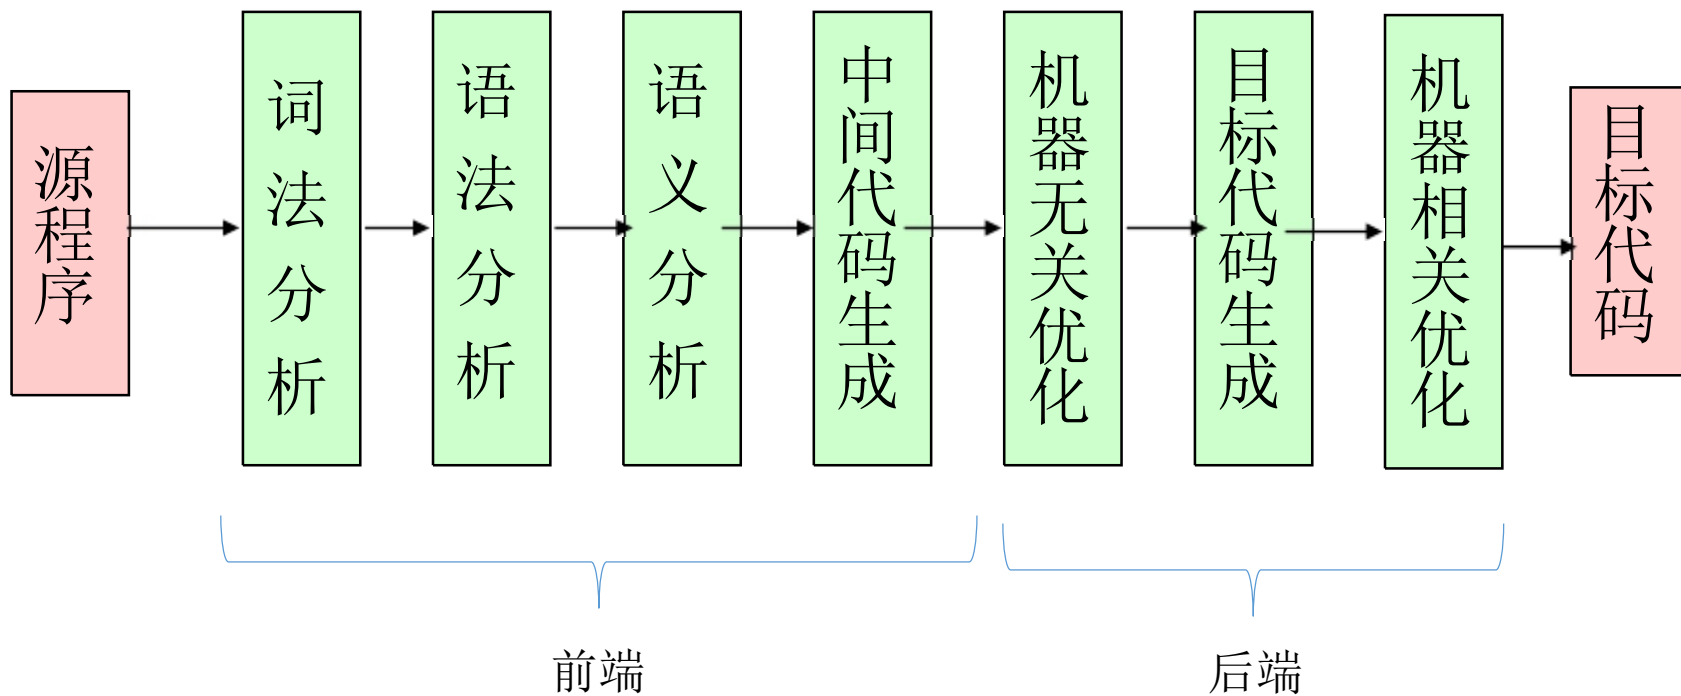 源程序
词法分析
语法分析
语义分析
中间代码生成
机器无关优化
目标代码生成
机器相关优化
目标代码
前端
后端